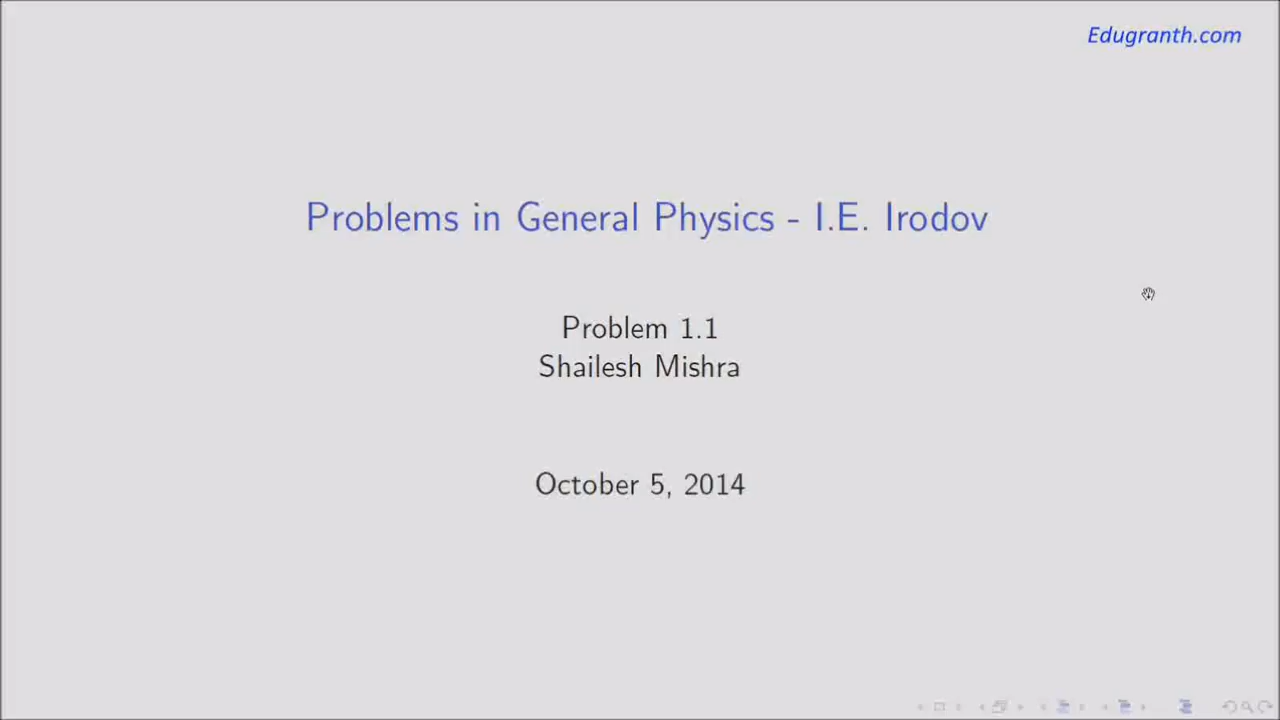 Edugranth.com
Problems in General Physics - I.E. Irodov
Problem 1.1
Shailesh Mishra
October 5, 2014